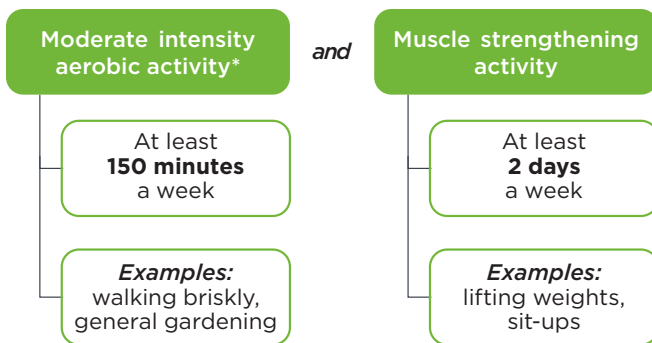 Moderate intensity
aerobic activity*
and
Muscle strengthening
activity
At least
150 minutes
a week
At least
2 days
a week
Examples:
walking briskly,
general gardening
Examples:
lifting weights,
sit-ups